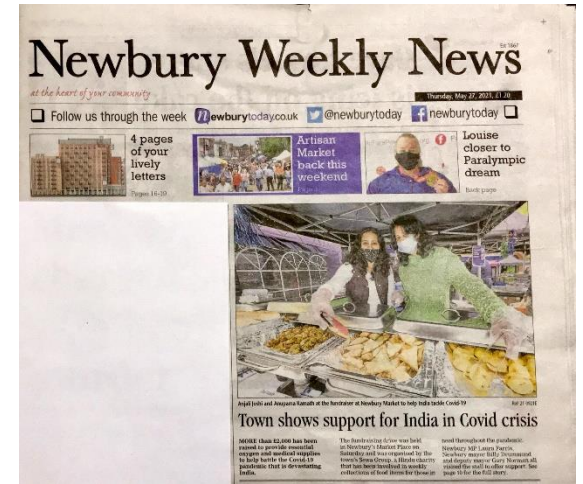 Newbury Weekly News
Est 1867
at the heart of your community
Thursday, May 27, 2021, £1.20
Follow us through the week newburytoday.co.uk @newburytoday newburytoday
4 pages
of your
lively
letters
Pages 16-20
Artisan
Market
back this
weekend
Louise
closer to
Paralympic
dream
Back page
Anjali Joshi and Anupama Kamath at the fundraiser at Newbury Market to help India tackle Covid-19
Town shows support for India in Covid crisis
MORE than £2,000 has been
raised to provide essential
oxygen and medical supplies
to help battle the Covid-19
pandemic that is devastating
India.
The fundraising drive was held
in Newbury's Market Place on
Saturday and was organised by the
town's Sewa Group, a Hindu charity
that has been involved in weekly
collections of food items for those in
need throughout the pandemic.
Newbury MP Laura Farris,
Newbury mayor Billy Drummond
and deputy mayor Gary Norman all
visited the stall to offer support. See
page 10 for the full story.